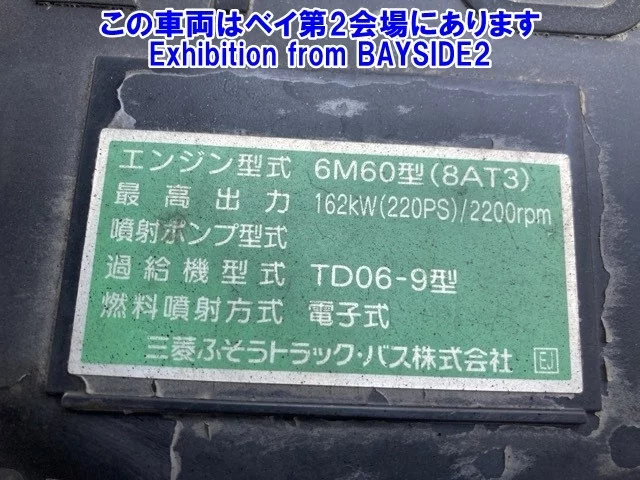 この車両はベイ第2会場にあります
Exhibition from BAYSIDE2
エンジン型式 6M60型(8AT3)
最高出力 162kW(220PS)/2200rpm
噴射ポンプ型式
過給機型式 TD06-9型
燃料噴射方式 電子式
三菱ふそうトラック・バス株式会社 EJ